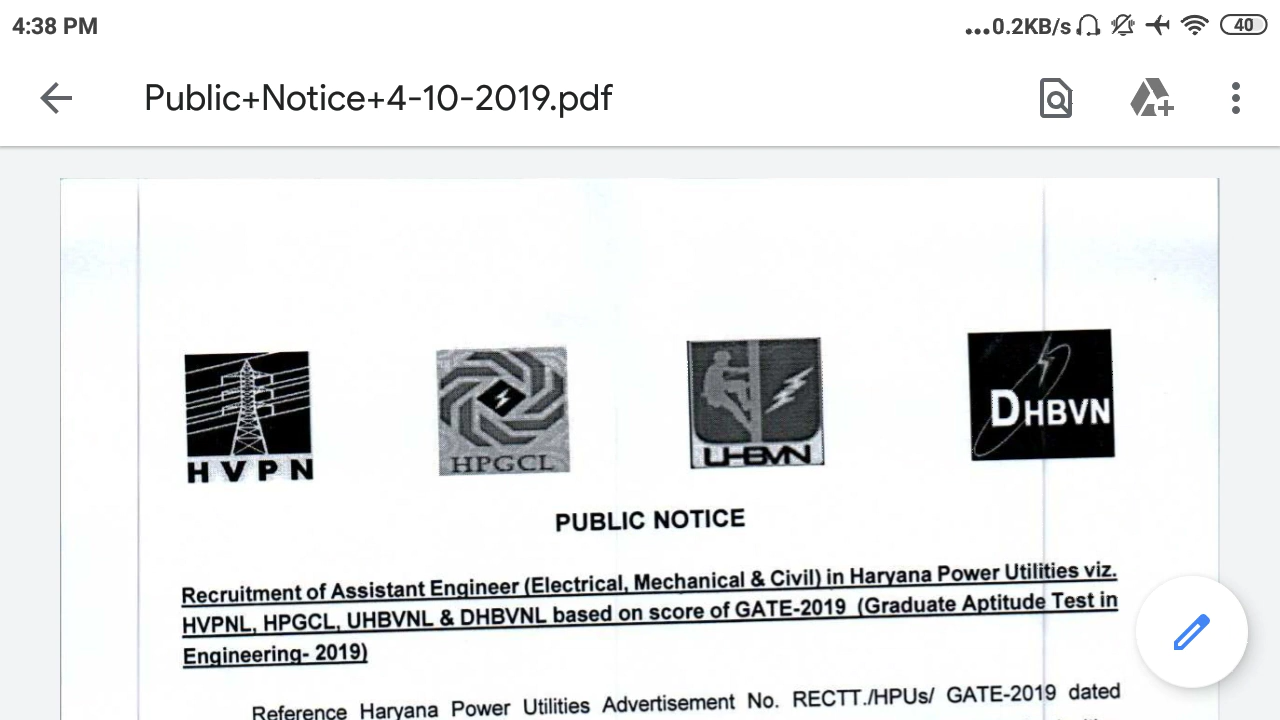 4:38 PM
...0.2KB/s 40
Public+Notice+4-10-2019.pdf
HVPN
HPGCL
UHBVN
DHBVN
PUBLIC NOTICE
Recruitment of Assistant Engineer (Electrical, Mechanical & Civil) in Haryana Power Utilities viz.
HVPNL, HPGCL, UHBVNL & DHBVNL based on score of GATE-2019 (Graduate Aptitude Test in
Engineering- 2019)
Reference Haryana Power Utilities Advertisement No. RECTT./HPUs/ GATE-2019 dated